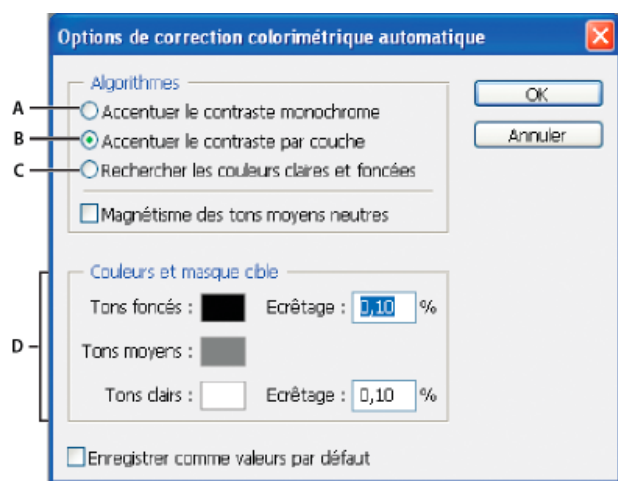 Options de correction colorimétrique automatique
Algorithmes
A
Accentuer le contraste monochrome
B
Accentuer le contraste par couche
C
Rechercher les couleurs claires et foncées
Magnétisme des tons moyens neutres
OK
Annuler
D
Couleurs et masque cible
Tons foncés : Ecrêtage : 0,10 %
Tons moyens :
Tons clairs : Ecrêtage : 0,10 %
Enregistrer comme valeurs par défaut